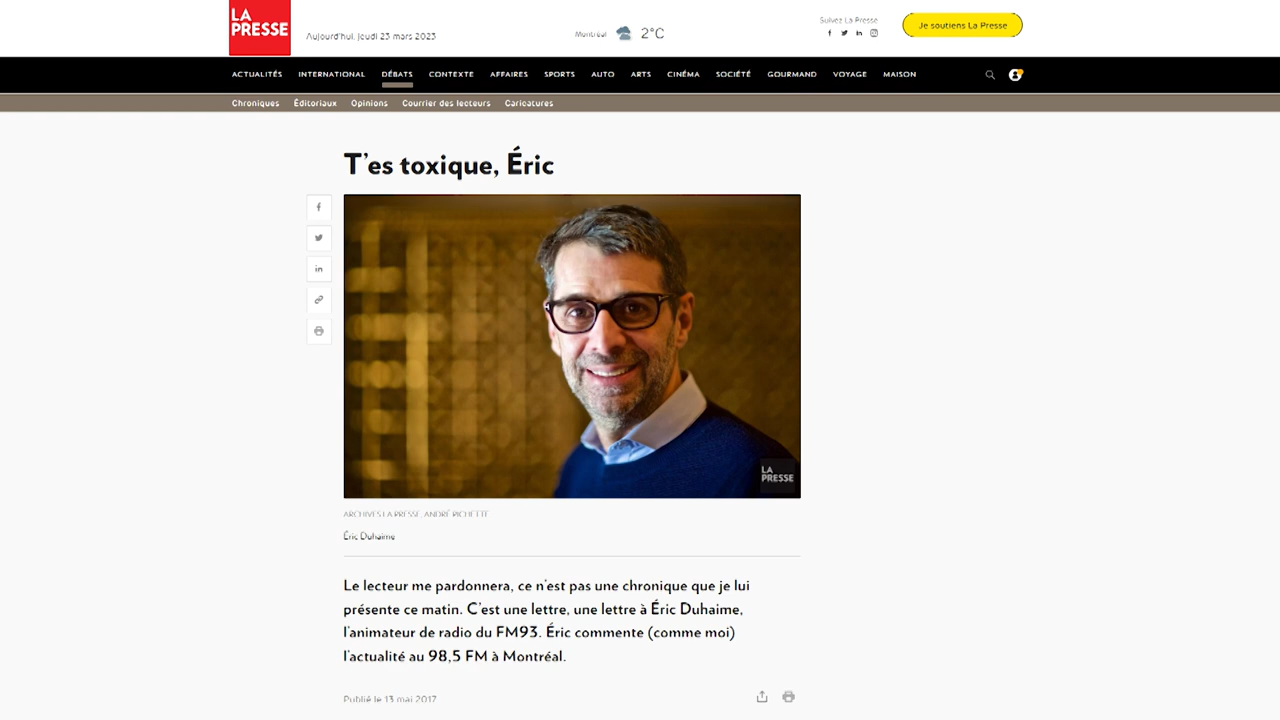 LA
PRESSE
Aujourd'hui, jeudi 23 mars 2023
Montréal
2°C
Suivez La Presse
Je soutiens La Presse
ACTUALITÉS INTERNATIONAL DÉBATS CONTEXTE AFFAIRES SPORTS AUTO ARTS CINÉMA SOCIÉTÉ GOURMAND VOYAGE MAISON
Chroniques Éditoriaux Opinions Courrier des lecteurs Caricatures
T'es toxique, Éric
LA
PRESSE
ARCHIVES LA PRESSE, ANDRÉ PICHETTE
Éric Duhaime
Le lecteur me pardonnera, ce n'est pas une chronique que je lui
présente ce matin. C'est une lettre, une lettre à Éric Duhaime,
l'animateur de radio du FM93. Éric commente (comme moi)
l'actualité au 98,5 FM à Montréal.
Publié le 13 mai 2017